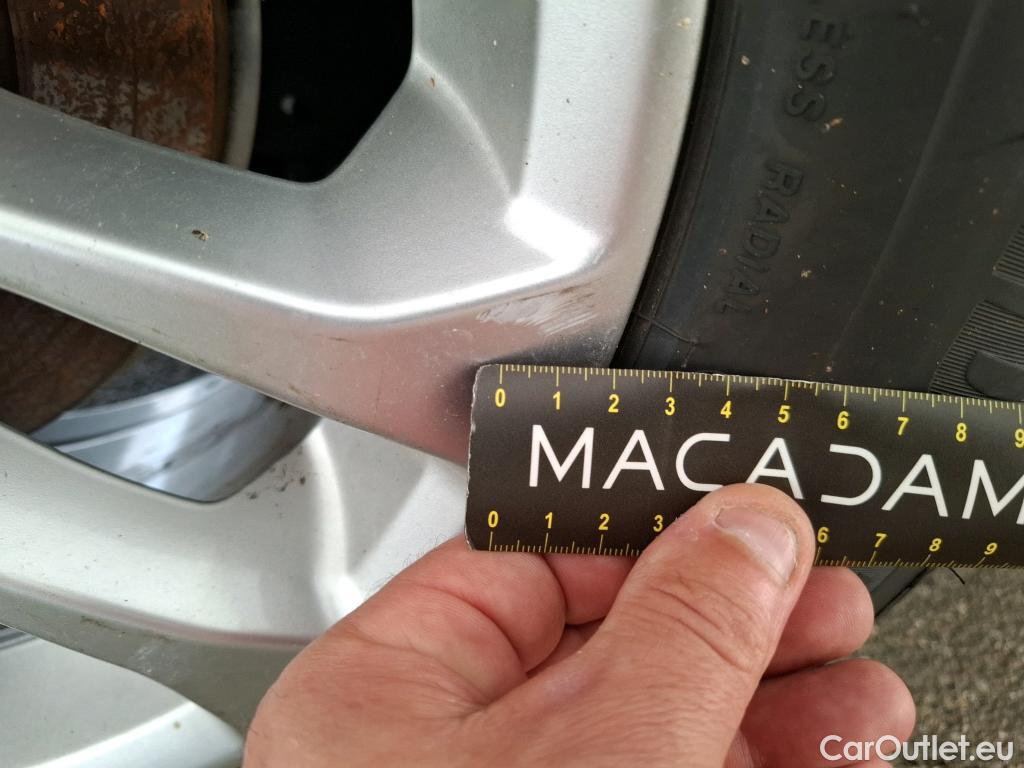 ESS RADIAL
0 1 2 3 4 5 6 7 8 9
MACADAM
0 1 2 3 6 7 8 9
CarOutlet.eu